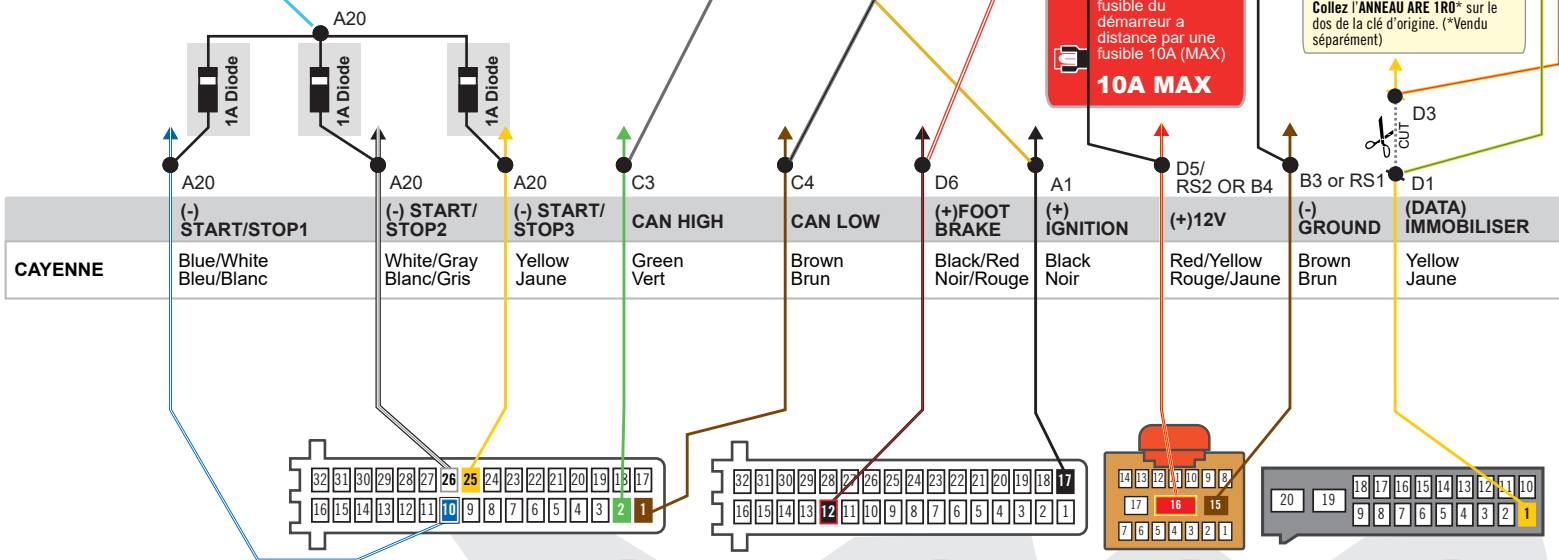 A20
1A Diode
1A Diode
1A Diode
fusible du
démarreur a
distance par une
fusible 10A (MAX)
10A MAX
Collez l'ANNEAU ARE 1RO* sur le
dos de la clé d'origine. (*Vendu
séparément)
D3
CUT
A20
A20
A20
C3
C4
D6
A1
D5/
RS2 OR B4
B3 or RS1
D1
(-)
START/STOP1
(-) START/
STOP2
(-) START/
STOP3
CAN HIGH
CAN LOW
(+)FOOT
BRAKE
(+)
IGNITION
(+)12V
(-)
GROUND
(DATA)
IMMOBILISER
CAYENNE
Blue/White
Bleu/Blanc
White/Gray
Blanc/Gris
Yellow
Jaune
Green
Vert
Brown
Brun
Black/Red
Noir/Rouge
Black
Noir
Red/Yellow
Rouge/Jaune
Brown
Brun
Yellow
Jaune
32 31 30 29 28 27 26 25 24 23 22 21 20 19 18 17
16 15 14 13 12 11 10 9 8 7 6 5 4 3 2 1
32 31 30 29 28 27 26 25 24 23 22 21 20 19 18 17
16 15 14 13 12 11 10 9 8 7 6 5 4 3 2 1
14 13 12 11 10 9 8
17 16 15
7 6 5 4 3 2 1
20 19
18 17 16 15 14 13 12 11 10
9 8 7 6 5 4 3 2 1